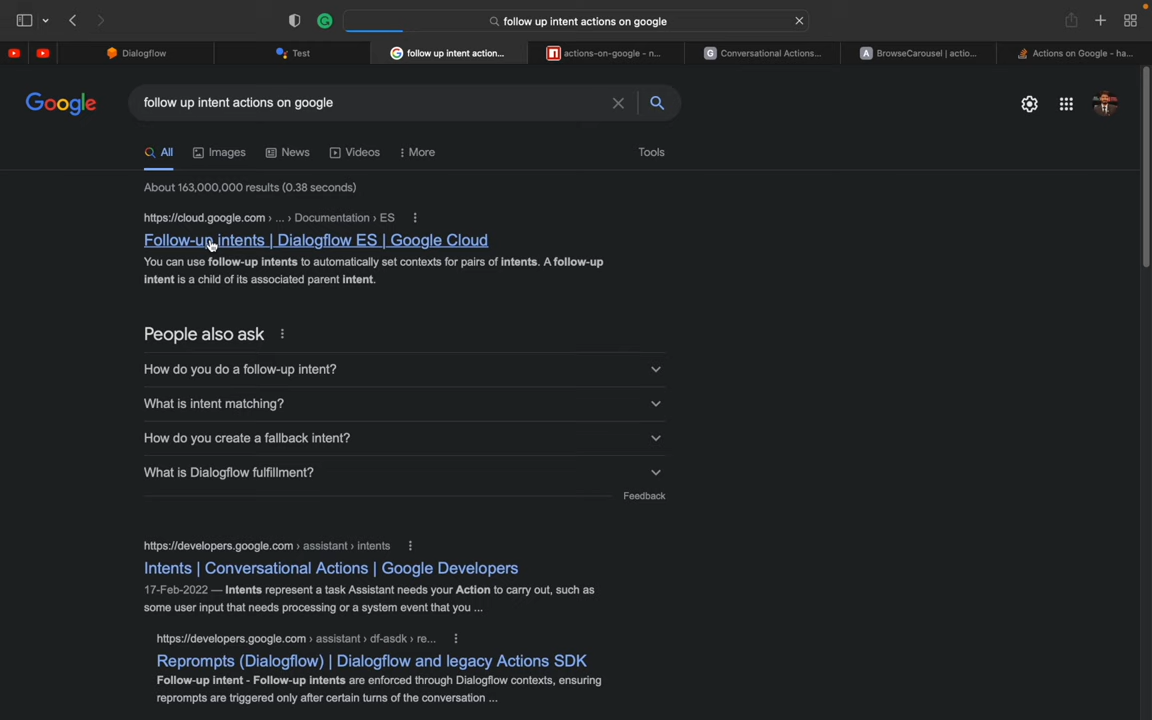 follow up intent actions on google
Dialogflow
Test
follow up intent action...
actions-on-google - n...
Conversational Actions...
BrowseCarousel | actio...
Actions on Google - ha...
Google
follow up intent actions on google
All
Images
News
Videos
More
Tools
About 163,000,000 results (0.38 seconds)
https://cloud.google.com › ... › Documentation › ES
Follow-up intents | Dialogflow ES | Google Cloud
You can use follow-up intents to automatically set contexts for pairs of intents. A follow-up
intent is a child of its associated parent intent.
People also ask
How do you do a follow-up intent?
What is intent matching?
How do you create a fallback intent?
What is Dialogflow fulfillment?
Feedback
https://developers.google.com › assistant › intents
Intents | Conversational Actions | Google Developers
17-Feb-2022 — Intents represent a task Assistant needs your Action to carry out, such as
some user input that needs processing or a system event that you ...
https://developers.google.com › assistant › df-asdk › re...
Reprompts (Dialogflow) | Dialogflow and legacy Actions SDK
Follow-up intent - Follow-up intents are enforced through Dialogflow contexts, ensuring
reprompts are triggered only after certain turns of the conversation ...